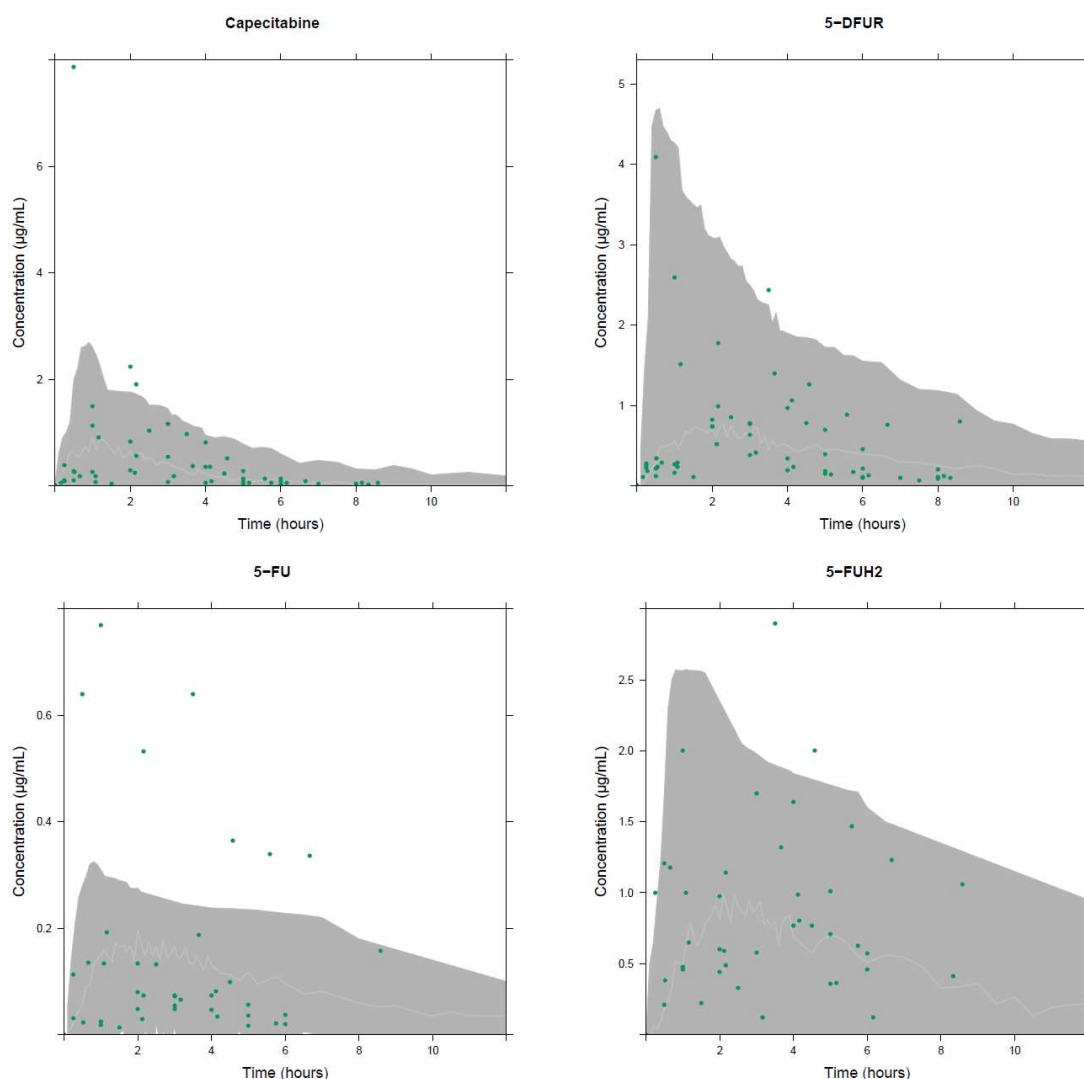 Capecitabine
Concentration (µg/mL)
6
4
2
2 4 6 8 10
Time (hours)
5−DFUR
Concentration (µg/mL)
5
4
3
2
1
2 4 6 8 10
Time (hours)
5−FU
Concentration (µg/mL)
0.6
0.4
0.2
2 4 6 8 10
Time (hours)
5−FUH2
Concentration (µg/mL)
2.5
2.0
1.5
1.0
0.5
2 4 6 8 10
Time (hours)